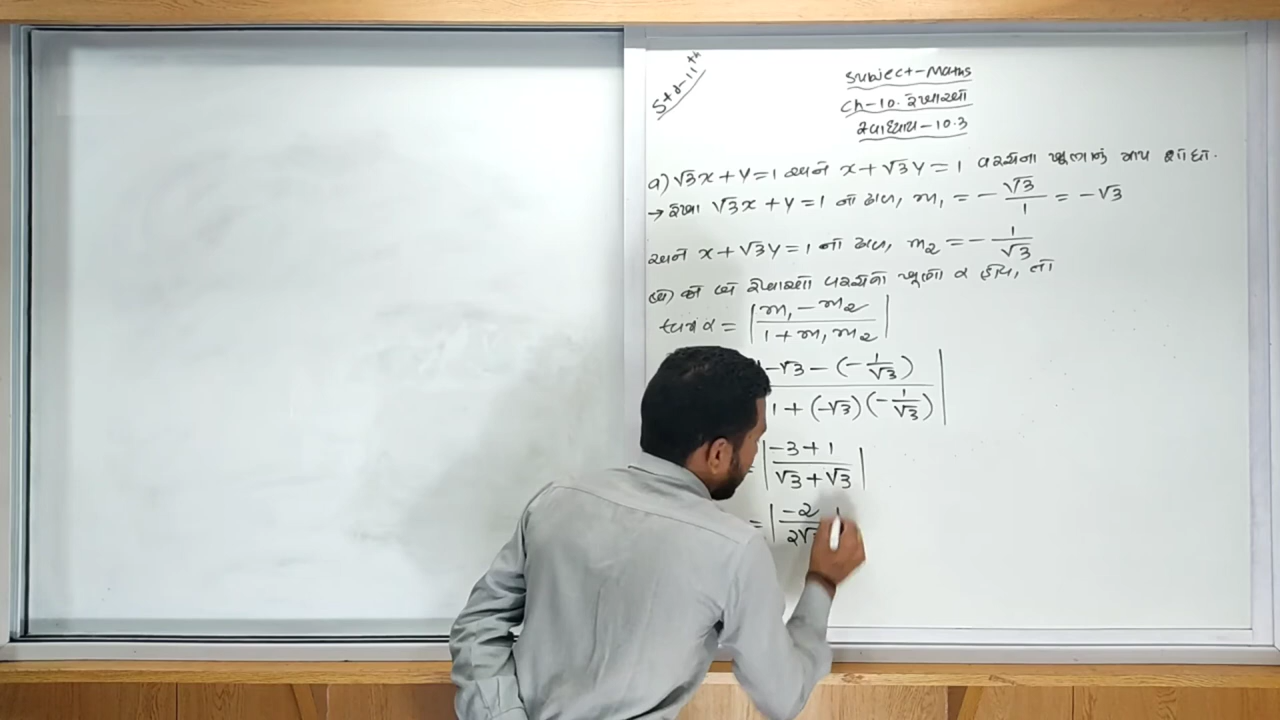 Std-11th
Subject-Maths
Ch-10. રેખાઓ
સ્વાધ્યાય-10.3
9) √3x+y=1 અને x+√3y=1 વચ્ચેના ખૂણાનું માપ શોધો.
→ રેખા √3x+y=1 નો ઢાળ, m₁ = -√3/1 = -√3
અને x+√3y=1 નો ઢાળ, m₂ = -1/√3
હવે જો બે રેખાઓ વચ્ચેનો ખૂણો α હોય, તો
tanα = |m₁-m₂/1+m₁m₂|
|-√3-(-1/√3)/1+(-√3)(-1/√3)|
= |-3+1/√3+√3|
= |-2/2√